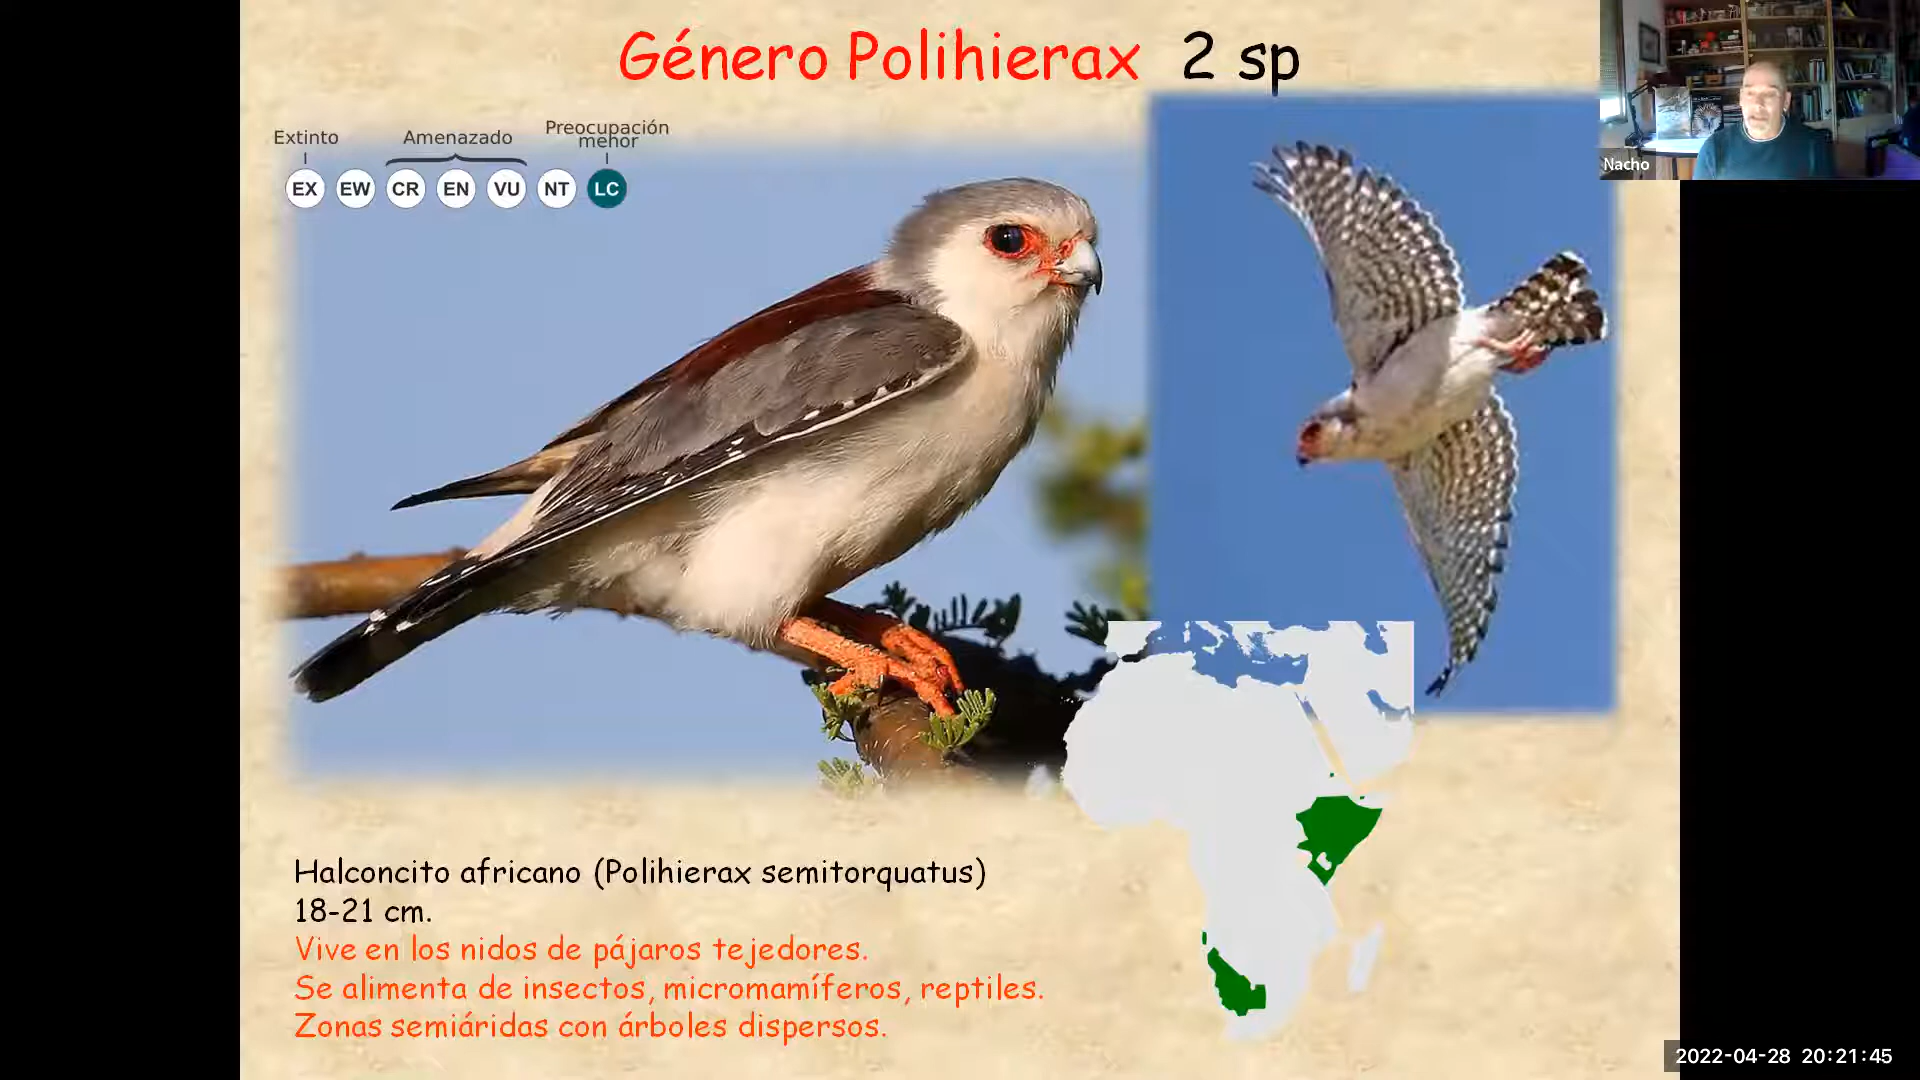 Género Polihierax 2 sp
Extinto Amenazado Preocupación menor
EX EW CR EN VU NT LC
Nacho
Halconcito africano (Polihierax semitorquatus)
18-21 cm.
Vive en los nidos de pájaros tejedores.
Se alimenta de insectos, micromamíferos, reptiles.
Zonas semiáridas con árboles dispersos.
2022-04-28 20:21:45